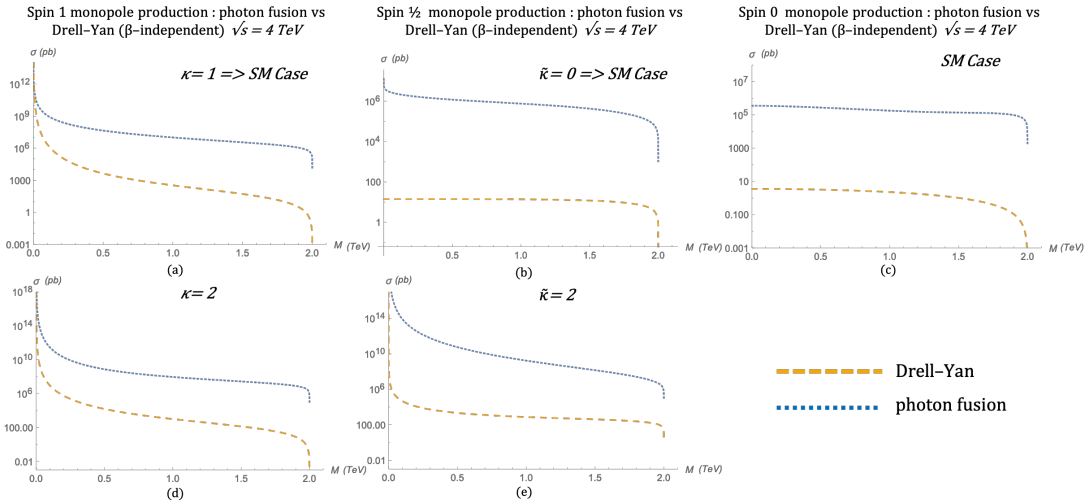 Spin 1 monopole production : photon fusion vs
Drell–Yan (β–independent) √s = 4 TeV
σ (pb)
κ = 1 => SM Case
10¹²
10⁹
10⁶
1000
1
0.001
0.0 0.5 1.0 1.5 2.0 M (TeV)
(a)
Spin ½ monopole production : photon fusion vs
Drell–Yan (β–independent) √s = 4 TeV
σ (pb)
κ̃ = 0 => SM Case
10⁶
10⁴
100
1
0.5 1.0 1.5 2.0 M (TeV)
(b)
Spin 0 monopole production : photon fusion vs
Drell–Yan (β–independent) √s = 4 TeV
σ (pb)
SM Case
10⁷
10⁵
1000
10
0.100
0.001
0.0 0.5 1.0 1.5 2.0 M (TeV)
(c)
σ (pb)
κ = 2
10¹⁸
10¹⁴
10¹⁰
10⁶
100.00
0.01
0.0 0.5 1.0 1.5 2.0 M (TeV)
(d)
σ (pb)
κ̃ = 2
10¹⁴
10¹⁰
10⁶
100.00
0.01
0.0 0.5 1.0 1.5 2.0 M (TeV)
(e)
Drell–Yan
photon fusion